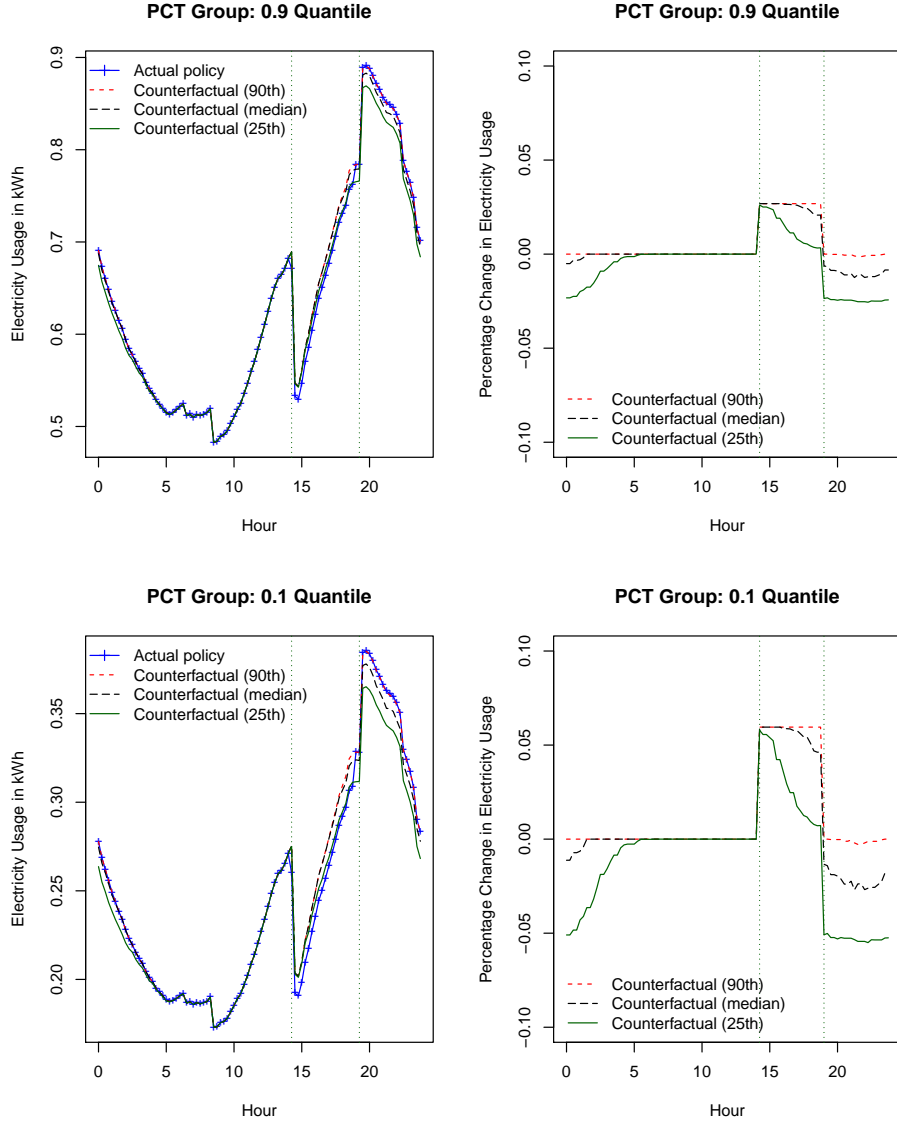 PCT Group: 0.9 Quantile
Electricity Usage in kWh
0.5 0.6 0.7 0.8 0.9
Actual policy
Counterfactual (90th)
Counterfactual (median)
Counterfactual (25th)
0 5 10 15 20
Hour
PCT Group: 0.9 Quantile
Percentage Change in Electricity Usage
−0.10 −0.05 0.00 0.05 0.10
Counterfactual (90th)
Counterfactual (median)
Counterfactual (25th)
0 5 10 15 20
Hour
PCT Group: 0.1 Quantile
Electricity Usage in kWh
0.20 0.25 0.30 0.35
Actual policy
Counterfactual (90th)
Counterfactual (median)
Counterfactual (25th)
0 5 10 15 20
Hour
PCT Group: 0.1 Quantile
Percentage Change in Electricity Usage
−0.10 −0.05 0.00 0.05 0.10
Counterfactual (90th)
Counterfactual (median)
Counterfactual (25th)
0 5 10 15 20
Hour